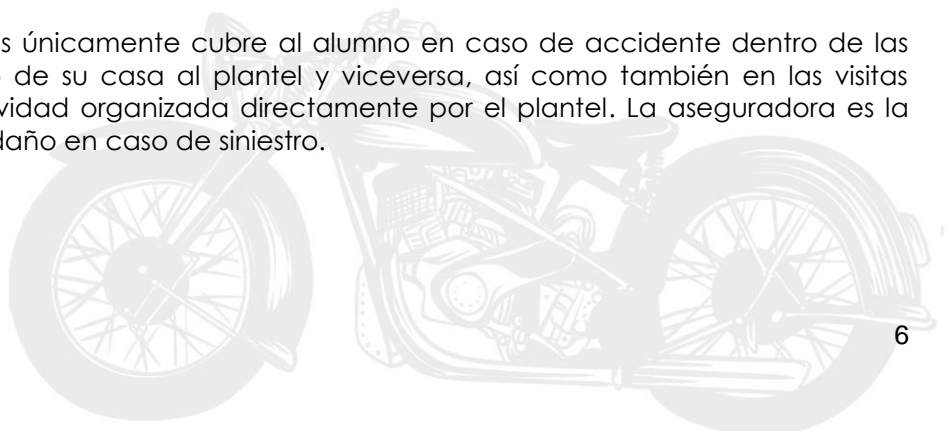 s únicamente cubre al alumno en caso de accidente dentro de las
de su casa al plantel y viceversa, así como también en las visitas
vidad organizada directamente por el plantel. La aseguradora es la
daño en caso de siniestro.
6